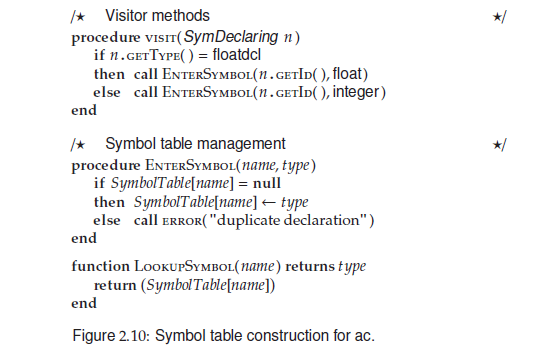 /⋆ Visitor methods ⋆/
procedure VISIT( SymDeclaring n )
if n.GETTYPE( ) = floatdcl
then call ENTERSYMBOL(n.GETID( ), float)
else call ENTERSYMBOL(n.GETID( ), integer)
end
/⋆ Symbol table management ⋆/
procedure ENTERSYMBOL(name, type)
if SymbolTable[name] = null
then SymbolTable[name] ← type
else call ERROR("duplicate declaration")
end
function LOOKUPSYMBOL(name) returns type
return (SymbolTable[name])
end
Figure 2.10: Symbol table construction for ac.